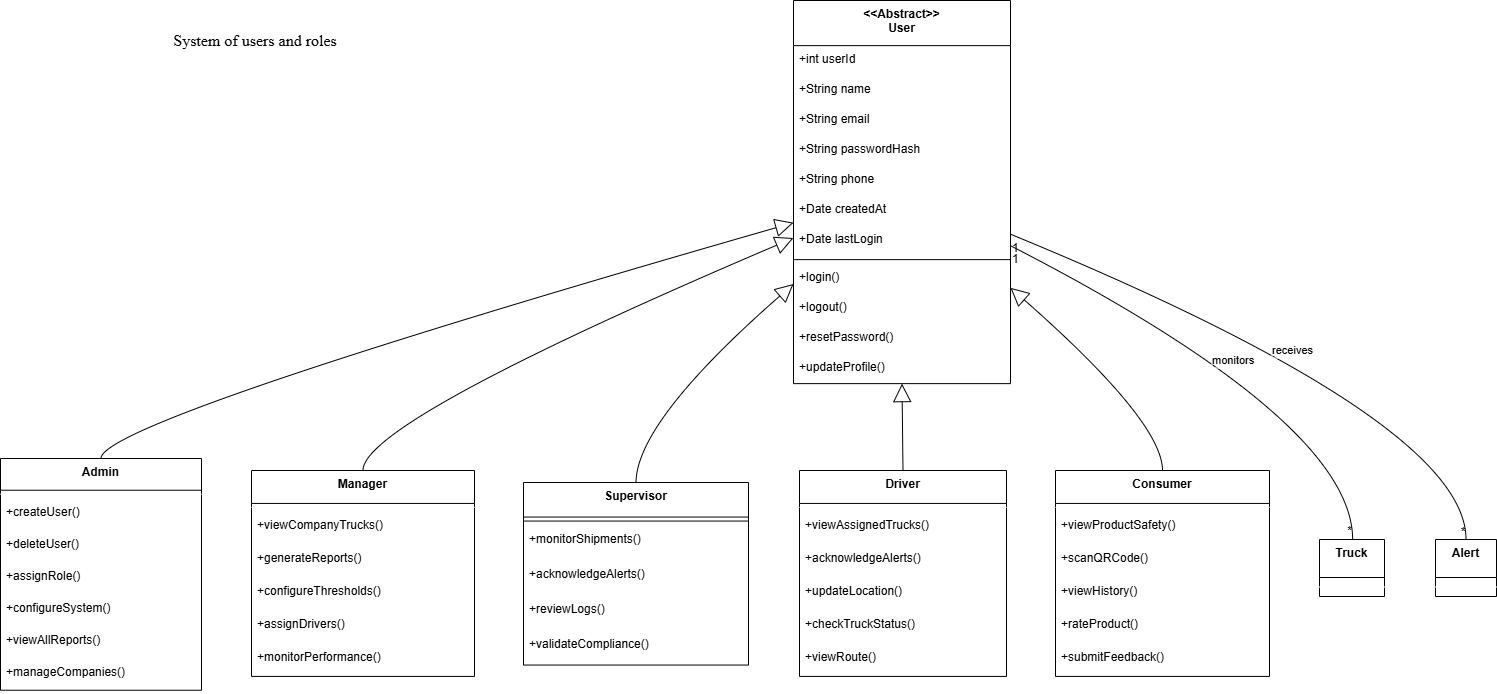 System of users and roles
<<Abstract>>
User
+int userId
+String name
+String email
+String passwordHash
+String phone
+Date createdAt
+Date lastLogin
+login()
+logout()
+resetPassword()
+updateProfile()
1
1
monitors
receives
*
*
Admin
+createUser()
+deleteUser()
+assignRole()
+configureSystem()
+viewAllReports()
+manageCompanies()
Manager
+viewCompanyTrucks()
+generateReports()
+configureThresholds()
+assignDrivers()
+monitorPerformance()
Supervisor
+monitorShipments()
+acknowledgeAlerts()
+reviewLogs()
+validateCompliance()
Driver
+viewAssignedTrucks()
+acknowledgeAlerts()
+updateLocation()
+checkTruckStatus()
+viewRoute()
Consumer
+viewProductSafety()
+scanQRCode()
+viewHistory()
+rateProduct()
+submitFeedback()
Truck
Alert